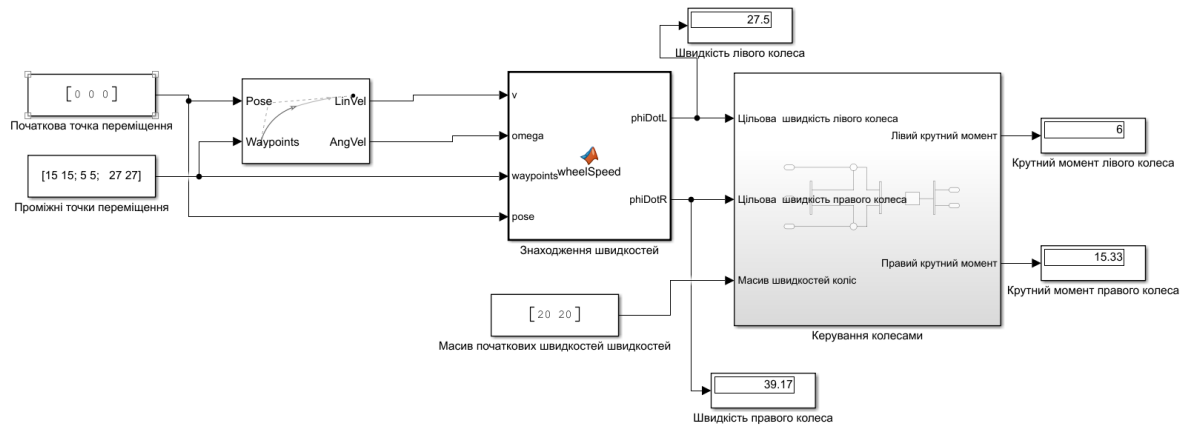 27.5
Швидкість лівого колеса
[0 0 0]
Початкова точка переміщення
Pose
LinVel
Waypoints
AngVel
[15 15; 5 5; 27 27]
Проміжні точки переміщення
v
omega
waypoints
pose
wheelSpeed
phiDotL
phiDotR
Знаходження швидкостей
Цільова швидкість лівого колеса
Лівий крутний момент
Цільова швидкість правого колеса
Правий крутний момент
Масив швидкостей коліс
Керування колесами
6
Крутний момент лівого колеса
15.33
Крутний момент правого колеса
[20 20]
Масив початкових швидкостей швидкостей
39.17
Швидкість правого колеса